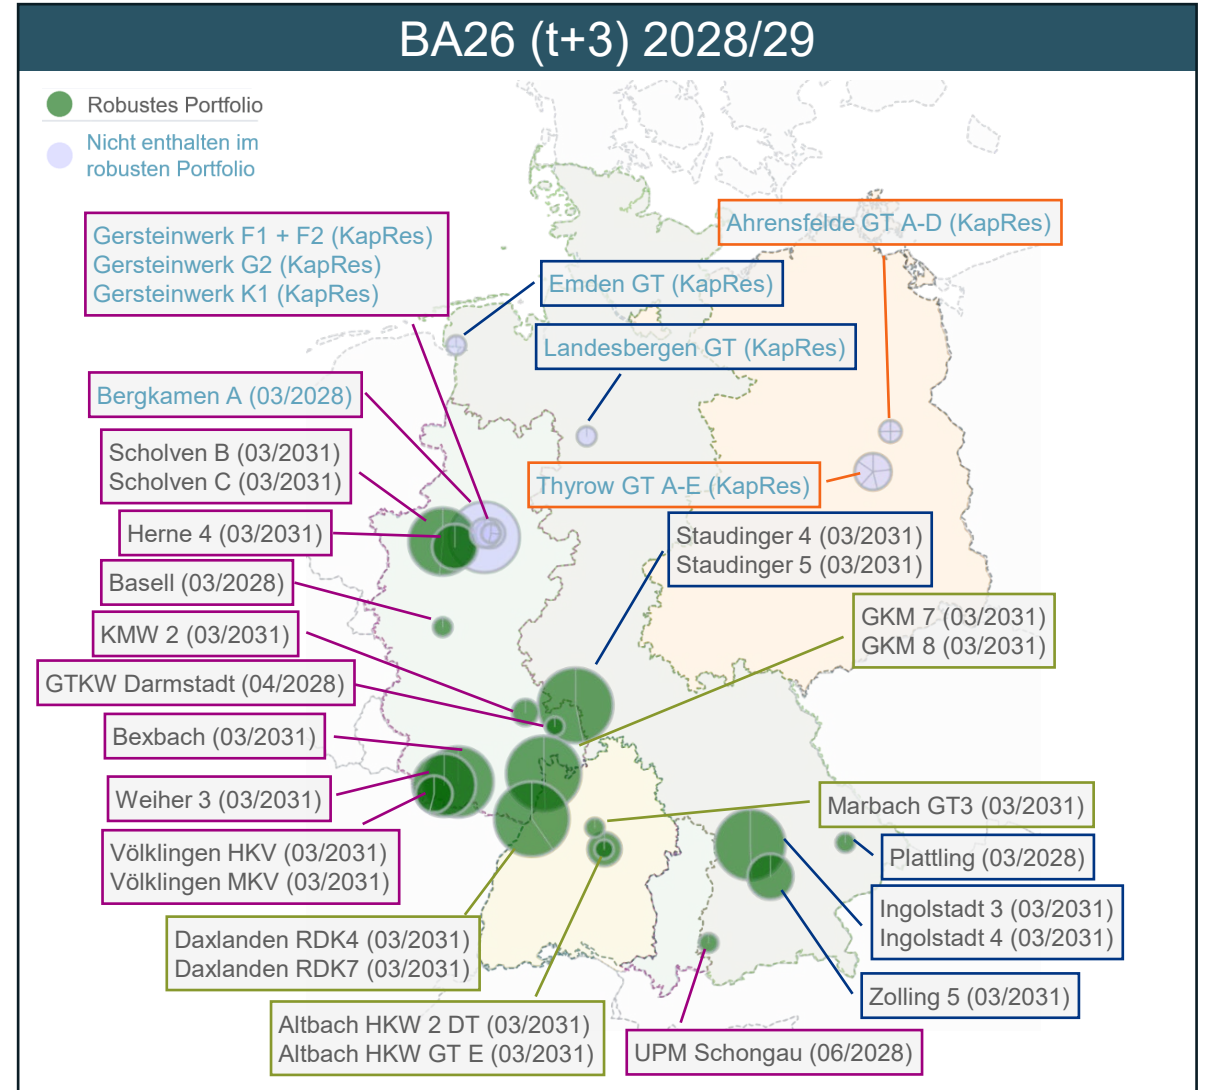 BA26 (t+3) 2028/29
Robustes Portfolio
Nicht enthalten im
robusten Portfolio
Gersteinwerk F1 + F2 (KapRes)
Gersteinwerk G2 (KapRes)
Gersteinwerk K1 (KapRes)
Ahrensfelde GT A-D (KapRes)
Emden GT (KapRes)
Landesbergen GT (KapRes)
Bergkamen A (03/2028)
Scholven B (03/2031)
Scholven C (03/2031)
Thyrow GT A-E (KapRes)
Herne 4 (03/2031)
Staudinger 4 (03/2031)
Staudinger 5 (03/2031)
Basell (03/2028)
KMW 2 (03/2031)
GKM 7 (03/2031)
GKM 8 (03/2031)
GTKW Darmstadt (04/2028)
Bexbach (03/2031)
Weiher 3 (03/2031)
Marbach GT3 (03/2031)
Völklingen HKV (03/2031)
Völklingen MKV (03/2031)
Plattling (03/2028)
Ingolstadt 3 (03/2031)
Ingolstadt 4 (03/2031)
Daxlanden RDK4 (03/2031)
Daxlanden RDK7 (03/2031)
Zolling 5 (03/2031)
Altbach HKW 2 DT (03/2031)
Altbach HKW GT E (03/2031)
UPM Schongau (06/2028)